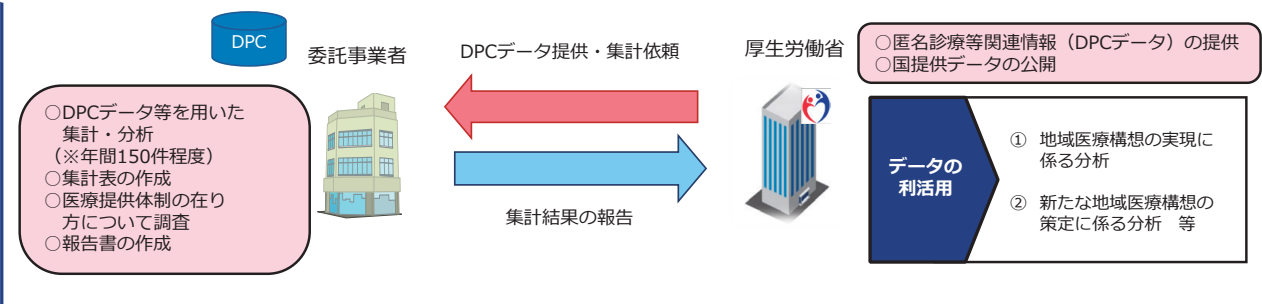 DPC
委託事業者
○DPCデータ等を用いた
集計・分析
（※年間150件程度）
○集計表の作成
○医療提供体制の在り
方について調査
○報告書の作成
DPCデータ提供・集計依頼
集計結果の報告
厚生労働省
○匿名診療等関連情報（DPCデータ）の提供
○国提供データの公開
データの
利活用
① 地域医療構想の実現に
係る分析
② 新たな地域医療構想の
策定に係る分析　等